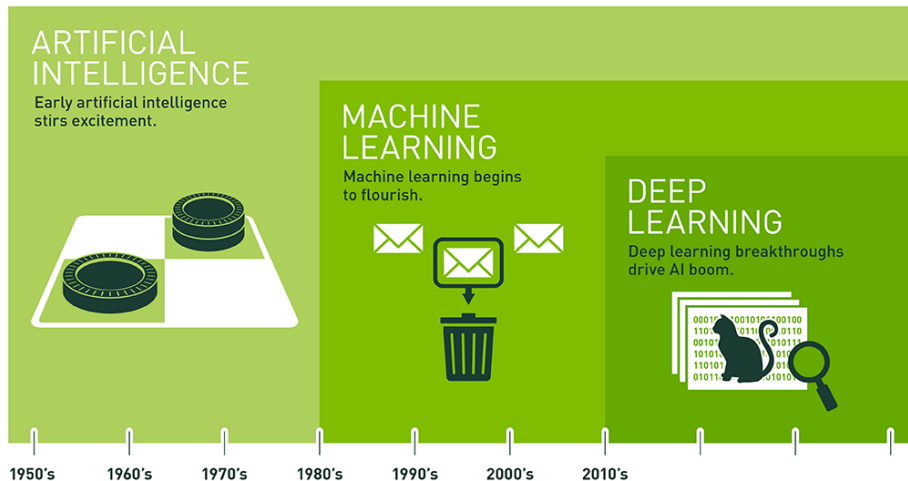 ARTIFICIAL
INTELLIGENCE
Early artificial intelligence
stirs excitement.
MACHINE
LEARNING
Machine learning begins
to flourish.
DEEP
LEARNING
Deep learning breakthroughs
drive AI boom.
1950's
1960's
1970's
1980's
1990's
2000's
2010's